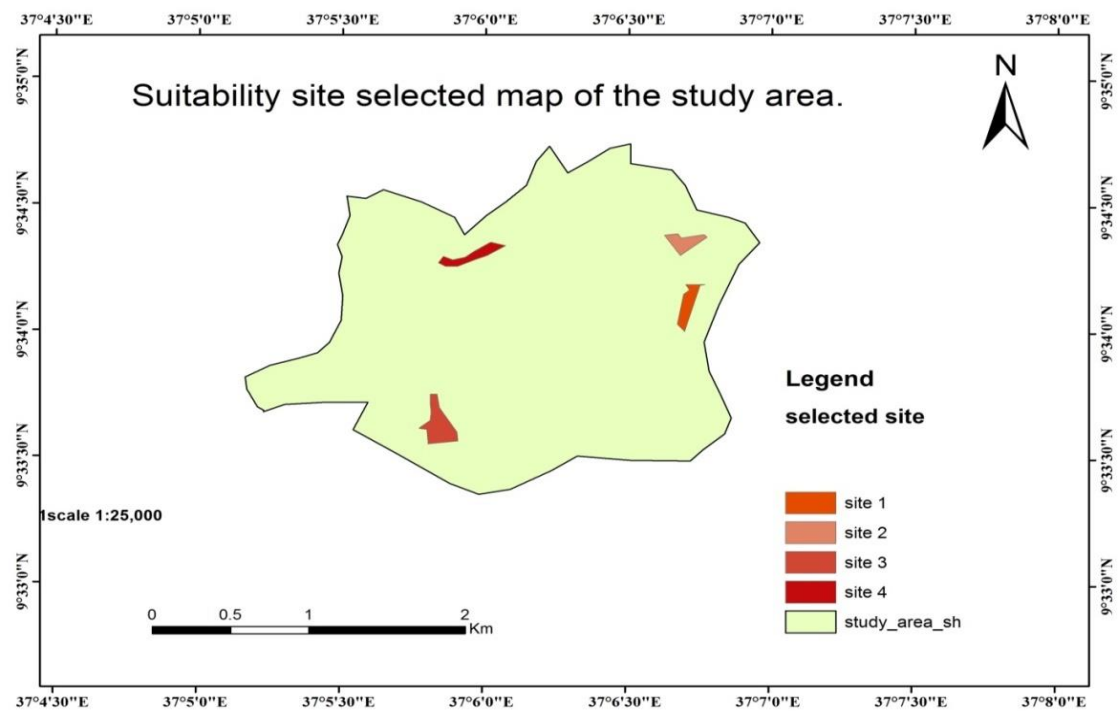 37°4'30"E 37°5'0"E 37°5'30"E 37°6'0"E 37°6'30"E 37°7'0"E 37°7'30"E 37°8'0"E
N
Suitability site selected map of the study area.
9°35'0"N 9°35'0"N
9°34'30"N 9°34'30"N
9°34'0"N 9°34'0"N
Legend
selected site
9°33'30"N 9°33'30"N
1scale 1:25,000
site 1
site 2
site 3
site 4
study_area_sh
9°33'0"N 9°33'0"N
0 0.5 1 2
Km
37°4'30"E 37°5'0"E 37°5'30"E 37°6'0"E 37°6'30"E 37°7'0"E 37°7'30"E 37°8'0"E